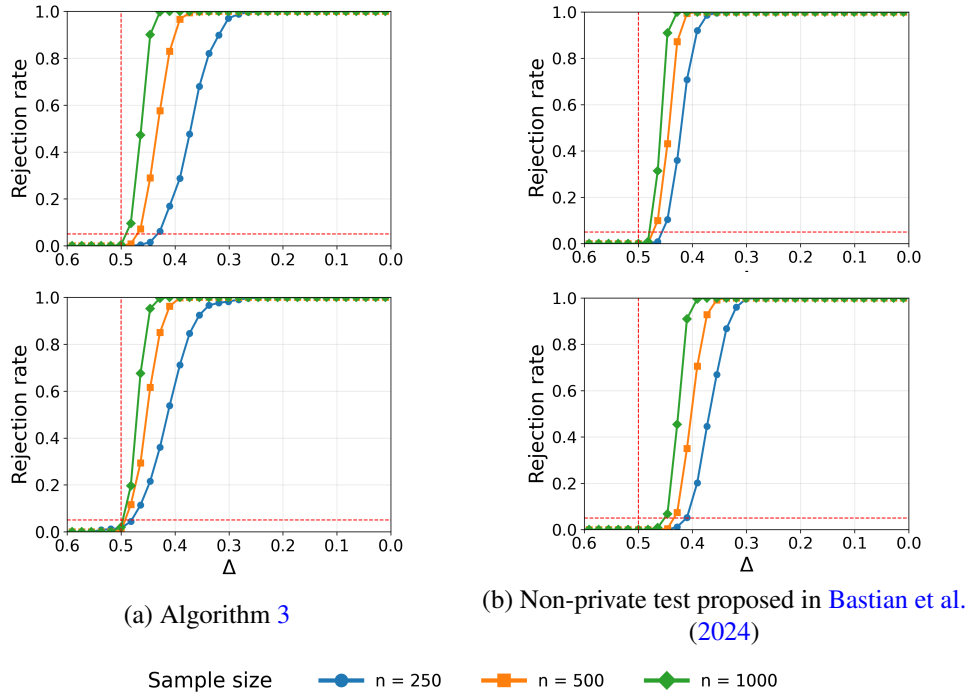 Rejection rate
1.0
0.8
0.6
0.4
0.2
0.0
0.6 0.5 0.4 0.3 0.2 0.1 0.0
Rejection rate
1.0
0.8
0.6
0.4
0.2
0.0
0.6 0.5 0.4 0.3 0.2 0.1 0.0
Rejection rate
1.0
0.8
0.6
0.4
0.2
0.0
0.6 0.5 0.4 0.3 0.2 0.1 0.0
Δ
Rejection rate
1.0
0.8
0.6
0.4
0.2
0.0
0.6 0.5 0.4 0.3 0.2 0.1 0.0
Δ
(a) Algorithm 3
(b) Non-private test proposed in Bastian et al.
(2024)
Sample size n = 250 n = 500 n = 1000